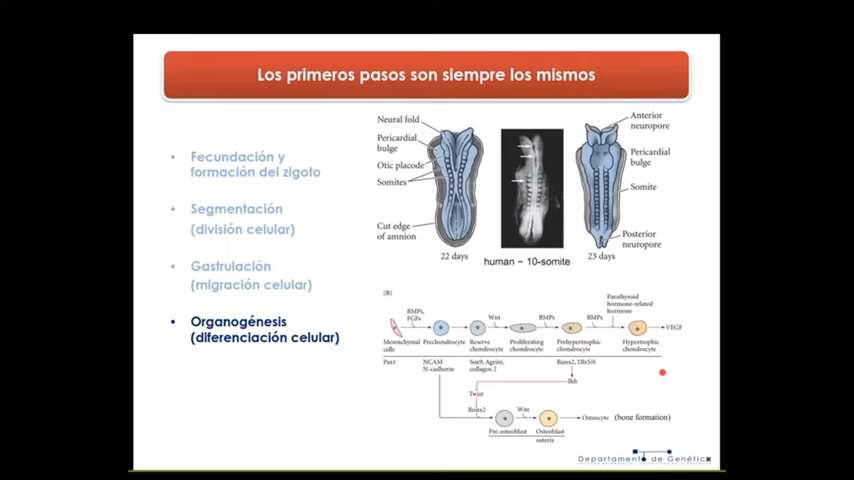 Los primeros pasos son siempre los mismos
Fecundación y
formación del zigoto
Segmentación
(división celular)
Gastrulación
(migración celular)
Organogénesis
(diferenciación celular)
Neural fold
Pericardial
bulge
Otic placode
Somites
Cut edge
of amnion
22 days
human – 10-somite
Anterior
neuropore
Pericardial
bulge
Somite
Posterior
neuropore
23 days
(B)
BMPs,
FGFs
Wnt
BMPs
BMPs
Parathyroid
hormone-related
hormone
VEGF
Mesenchymal
cells
Prechondrocyte
Reserve
chondrocyte
Proliferating
chondrocyte
Prehypertrophic
chondrocyte
Hypertrophic
chondrocyte
Pax1
NCAM
N-cadherin
Sox9, Agrim,
collagen 2
Runx2, Dlx5/6
Ihh
Twist
Runx2
Wnt
Osteocyte (bone formation)
Pre-osteoblast
Osteoblast
osterix
Departamento de Genética